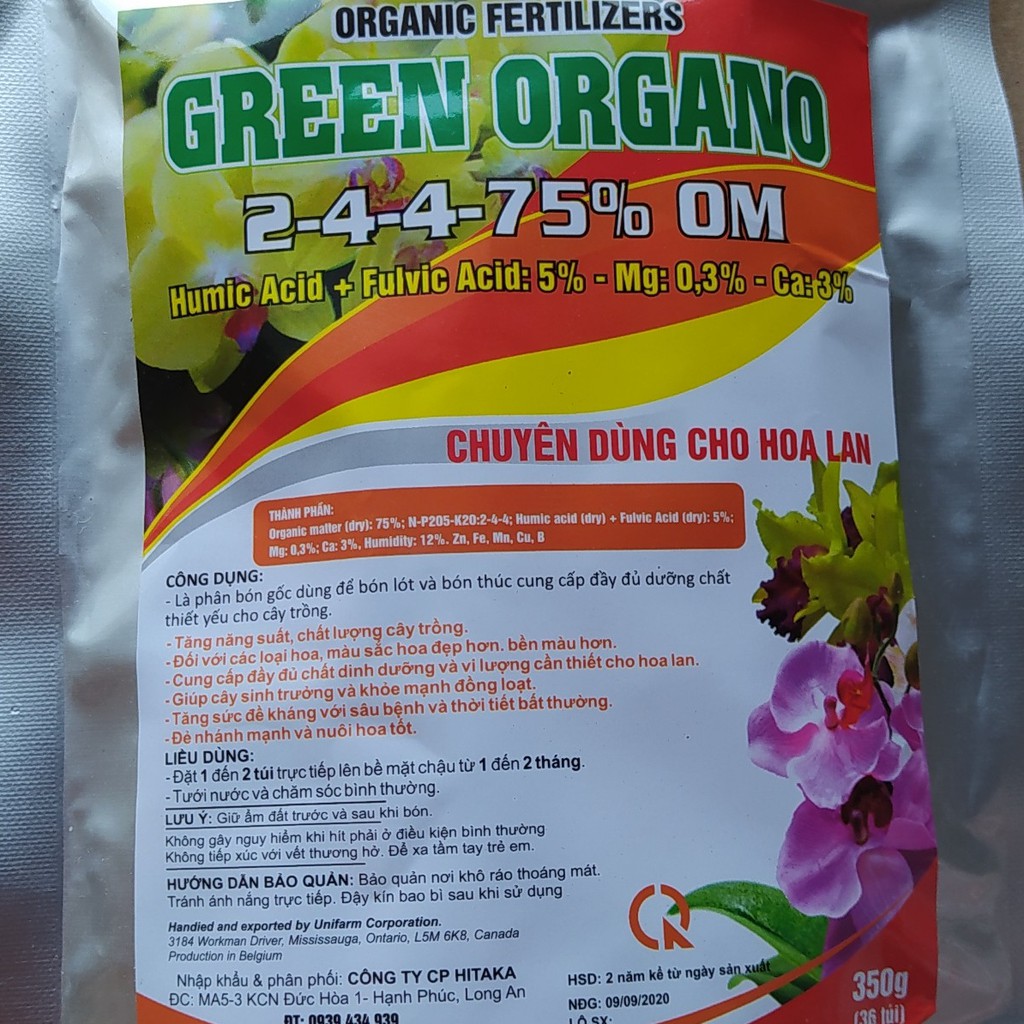 ORGANIC FERTILIZERS
GREEN ORGANO
2-4-4-75% OM
Humic Acid + Fulvic Acid: 5% - Mg: 0,3% - Ca: 3%
CHUYÊN DÙNG CHO HOA LAN
THÀNH PHẦN:
Organic matter (dry): 75%; N-P205-K20:2-4-4; Humic acid (dry) + Fulvic Acid (dry): 5%;
Mg: 0,3%; Ca: 3%, Humidity: 12%. Zn, Fe, Mn, Cu, B
CÔNG DỤNG:
- Là phân bón gốc dùng để bón lót và bón thúc cung cấp đầy đủ dưỡng chất
thiết yếu cho cây trồng.
- Tăng năng suất, chất lượng cây trồng.
- Đối với các loại hoa, màu sắc hoa đẹp hơn. bền màu hơn.
- Cung cấp đầy đủ chất dinh dưỡng và vi lượng cần thiết cho hoa lan.
- Giúp cây sinh trưởng và khỏe mạnh đồng loạt.
- Tăng sức đề kháng với sâu bệnh và thời tiết bất thường.
- Đẻ nhánh mạnh và nuôi hoa tốt.
LIỀU DÙNG:
- Đặt 1 đến 2 túi trực tiếp lên bề mặt chậu từ 1 đến 2 tháng.
- Tưới nước và chăm sóc bình thường.
LƯU Ý: Giữ ẩm đất trước và sau khi bón.
Không gây nguy hiểm khi hít phải ở điều kiện bình thường
Không tiếp xúc với vết thương hở. Để xa tầm tay trẻ em.
HƯỚNG DẪN BẢO QUẢN: Bảo quản nơi khô ráo thoáng mát.
Tránh ánh nắng trực tiếp. Đậy kín bao bì sau khi sử dụng
Handied and exported by Unifarm Corporation.
3184 Workman Driver, Mississauga, Ontario, L5M 6K8, Canada
Production in Belgium
Nhập khẩu & phân phối: CÔNG TY CP HITAKA
ĐC: MA5-3 KCN Đức Hòa 1- Hạnh Phúc, Long An
ĐT: 0939 434 939
HSD: 2 năm kể từ ngày sản xuất
NĐG: 09/09/2020
LÔ SX:
350g
(36 túi)